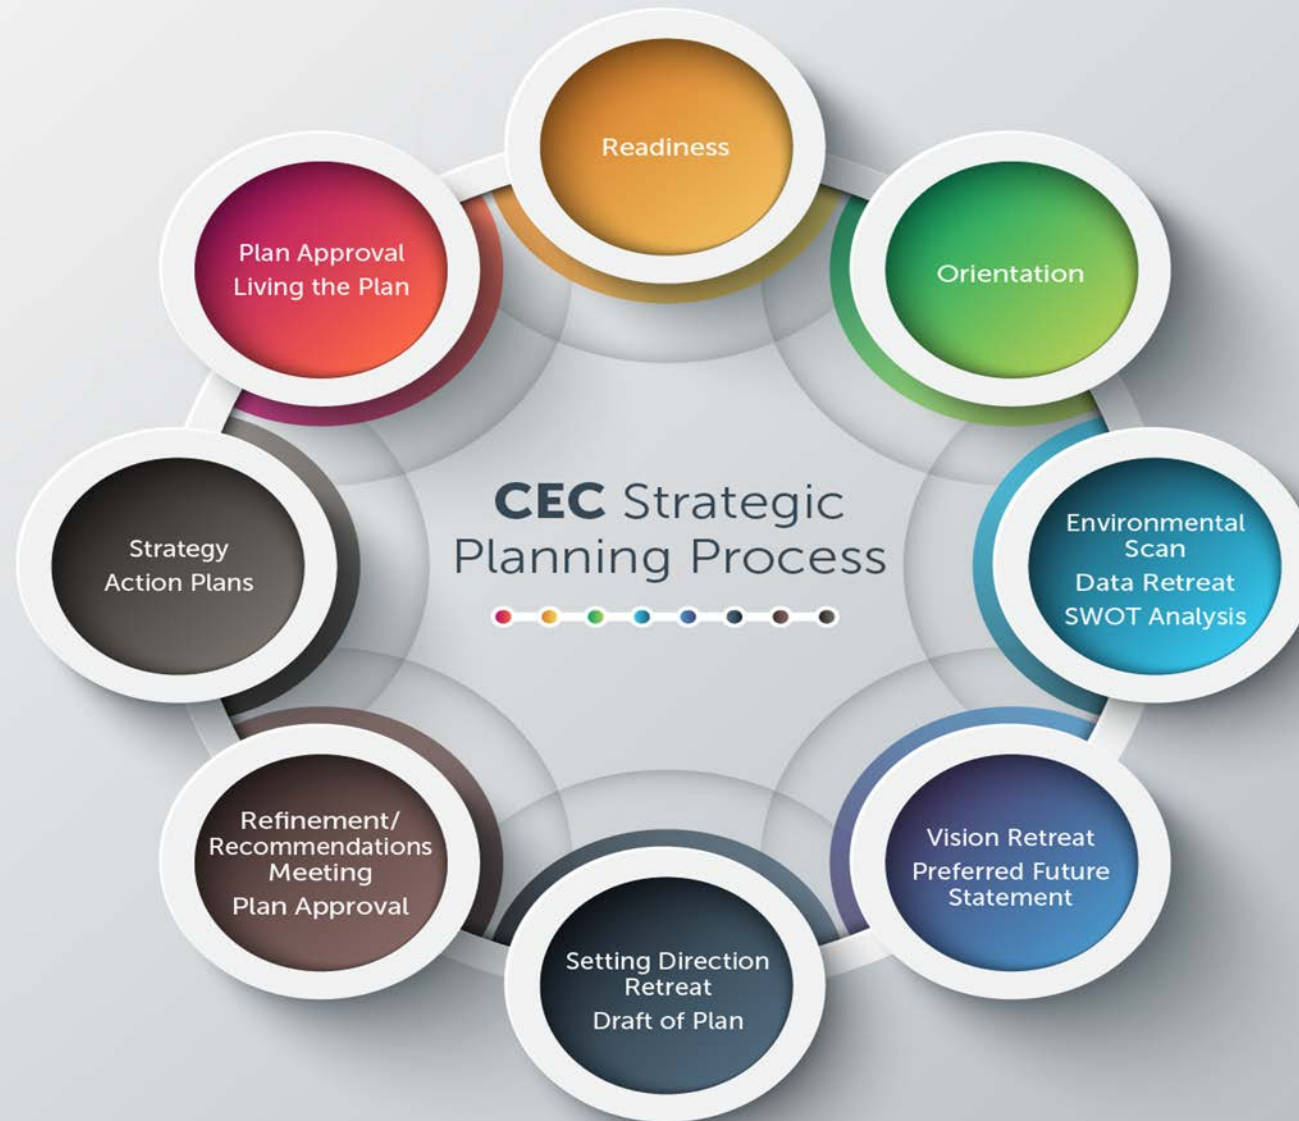 Readiness
Orientation
Environmental
Scan
Data Retreat
SWOT Analysis
Vision Retreat
Preferred Future
Statement
Setting Direction
Retreat
Draft of Plan
Refinement/
Recommendations
Meeting
Plan Approval
Strategy
Action Plans
Plan Approval
Living the Plan
CEC Strategic
Planning Process